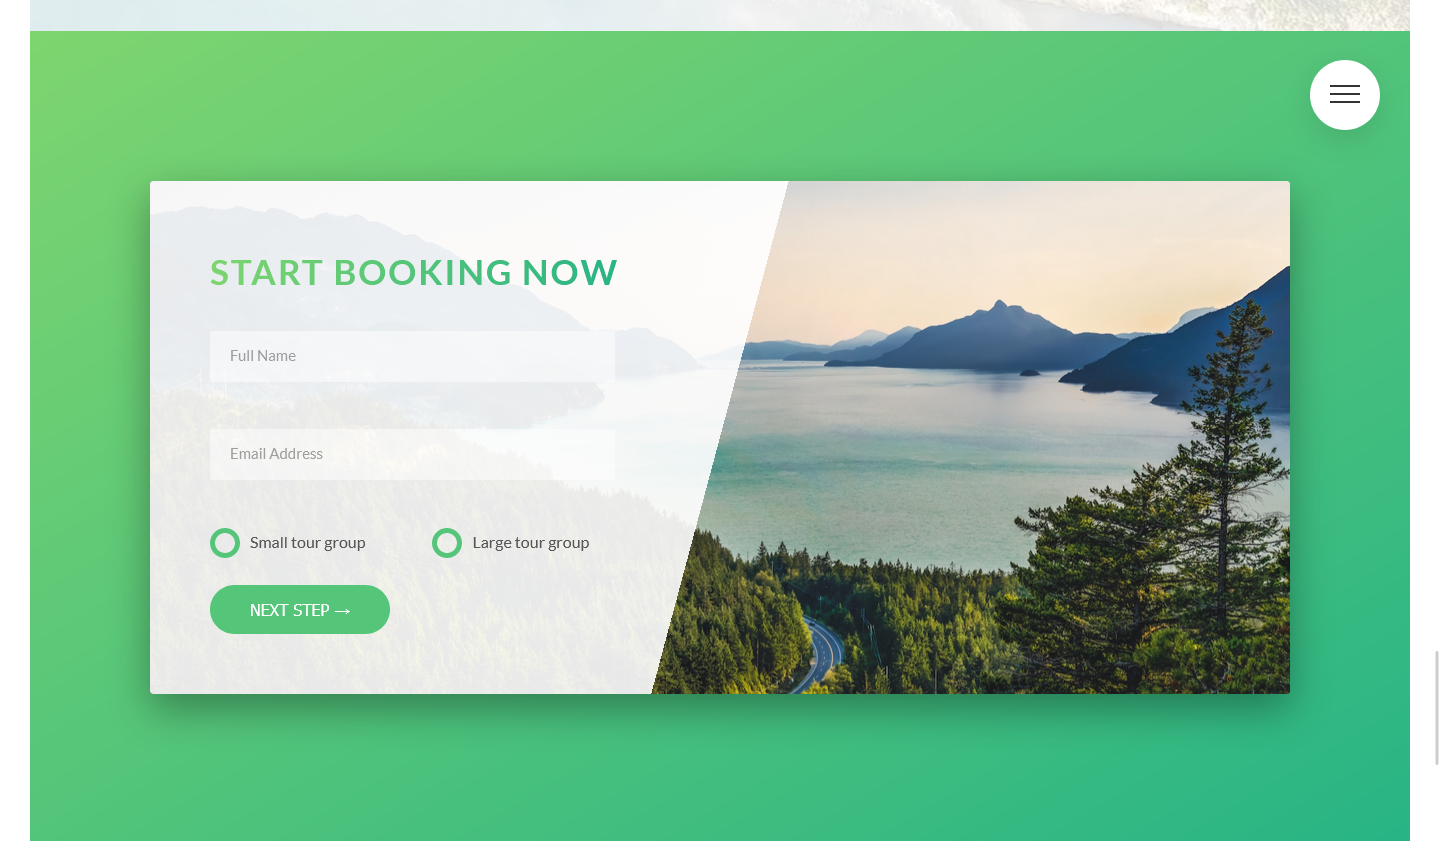 START BOOKING NOW
Full Name
Email Address
Small tour group
Large tour group
NEXT STEP →